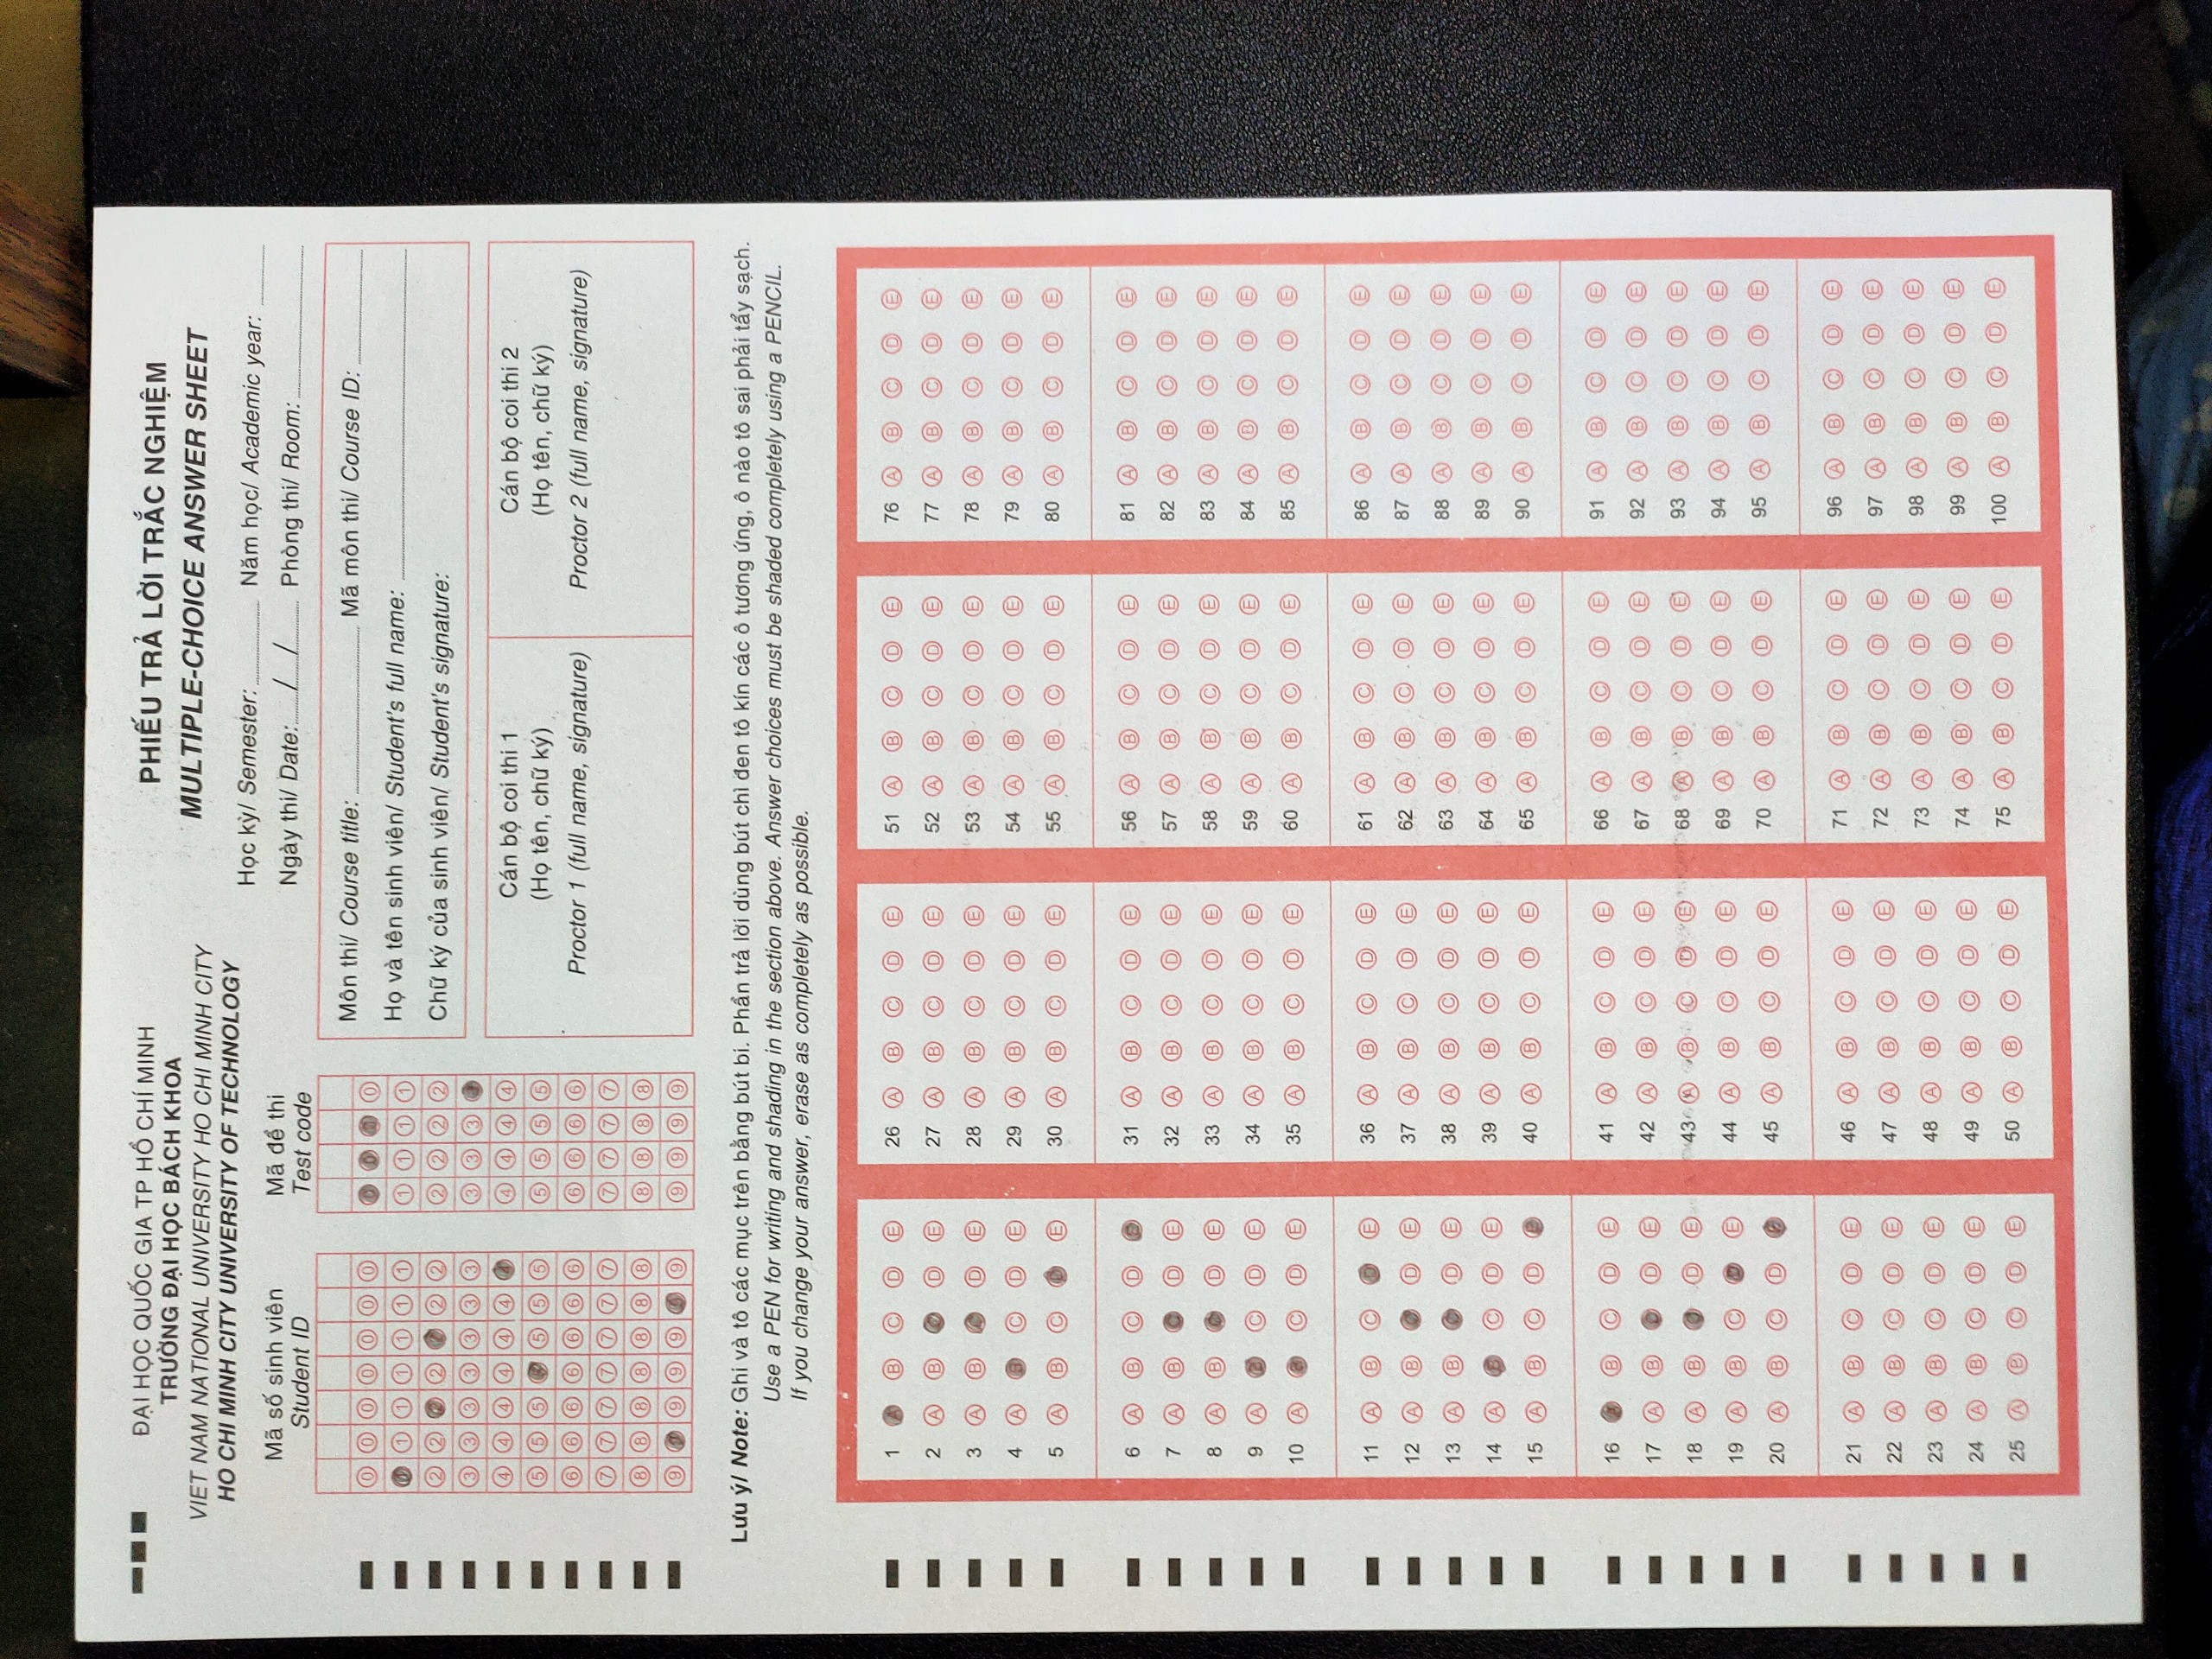 ĐẠI HỌC QUỐC GIA TP HỒ CHÍ MINH
TRƯỜNG ĐẠI HỌC BÁCH KHOA
VIET NAM NATIONAL UNIVERSITY HO CHI MINH CITY
HO CHI MINH CITY UNIVERSITY OF TECHNOLOGY
PHIẾU TRẢ LỜI TRẮC NGHIỆM
MULTIPLE-CHOICE ANSWER SHEET
Học kỳ/ Semester: Năm học/ Academic year:
Ngày thi/ Date: / / Phòng thi/ Room:
Mã số sinh viên
Student ID
Mã đề thi
Test code
0 0 0 0 0 0 0 0 0 0 0
1 1 1 1 1 1 1 1 1 1
2 2 2 2 2 2 2 2 2
3 3 3 3 3 3 3 3 3 3
4 4 4 4 4 4 4 4 4 4
5 5 5 5 5 5 5 5 5 5
6 6 6 6 6 6 6 6 6 6 6
7 7 7 7 7 7 7 7 7 7 7
8 8 8 8 8 8 8 8 8 8 8
9 9 9 9 9 9 9 9 9
Môn thi/ Course title: Mã môn thi/ Course ID:
Họ và tên sinh viên/ Student's full name:
Chữ ký của sinh viên/ Student's signature:
Cán bộ coi thi 1
(Họ tên, chữ ký)
Proctor 1 (full name, signature)
Cán bộ coi thi 2
(Họ tên, chữ ký)
Proctor 2 (full name, signature)
Lưu ý/ Note: Ghi và tô các mục trên bằng bút bi. Phần trả lời dùng bút chì đen tô kín các ô tương ứng, ô nào tô sai phải tẩy sạch.
Use a PEN for writing and shading in the section above. Answer choices must be shaded completely using a PENCIL.
If you change your answer, erase as completely as possible.
1 A B C D E
2 A B D E
3 A B C D E
4 A B C D E
5 A B C D E
6 A B C D
7 A B C D E
8 A B C D E
9 A C D E
10 A B C D E
11 A B C E
12 A B C D E
13 A B C D E
14 A B C D E
15 A B C D
16 B C D E
17 A B D E
18 A B D E
19 A B C D E
20 A B C D
21 A B C D E
22 A B C D E
23 A B C D E
24 A B C D E
25 A B C D E
26 A B C D E
27 A B C D E
28 A B C D E
29 A B C D E
30 A B C D E
31 A B C D E
32 A B C D E
33 A B C D E
34 A B C D E
35 A B C D E
36 A B C D E
37 A B C D E
38 A B C D E
39 A B C D E
40 A B C D E
41 A B C D E
42 A B C D E
43 A B C D E
44 A B C D E
45 A B C D E
46 A B C D E
47 A B C D E
48 A B C D E
49 A B C D E
50 A B C D E
51 A B C D E
52 A B C D E
53 A B C D E
54 A B C D E
55 A B C D E
56 A B C D E
57 A B C D E
58 A B C D E
59 A B C D E
60 A B C D E
61 A B C D E
62 A B C D E
63 A B C D E
64 A B C D E
65 A B C D E
66 A B C D E
67 A B C D E
68 A B C D E
69 A B C D E
70 A B C D E
71 A B C D E
72 A B C D E
73 A B C D E
74 A B C D E
75 A B C D E
76 A B C D E
77 A B C D E
78 A B C D E
79 A B C D E
80 A B C D E
81 A B C D E
82 A B C D E
83 A B C D E
84 A B C D E
85 A B C D E
86 A B C D E
87 A B C D E
88 A B C D E
89 A B C D E
90 A B C D E
91 A B C D E
92 A B C D E
93 A B C D E
94 A B C D E
95 A B C D E
96 A B C D E
97 A B C D E
98 A B C D E
99 A B C D E
100 A B C D E